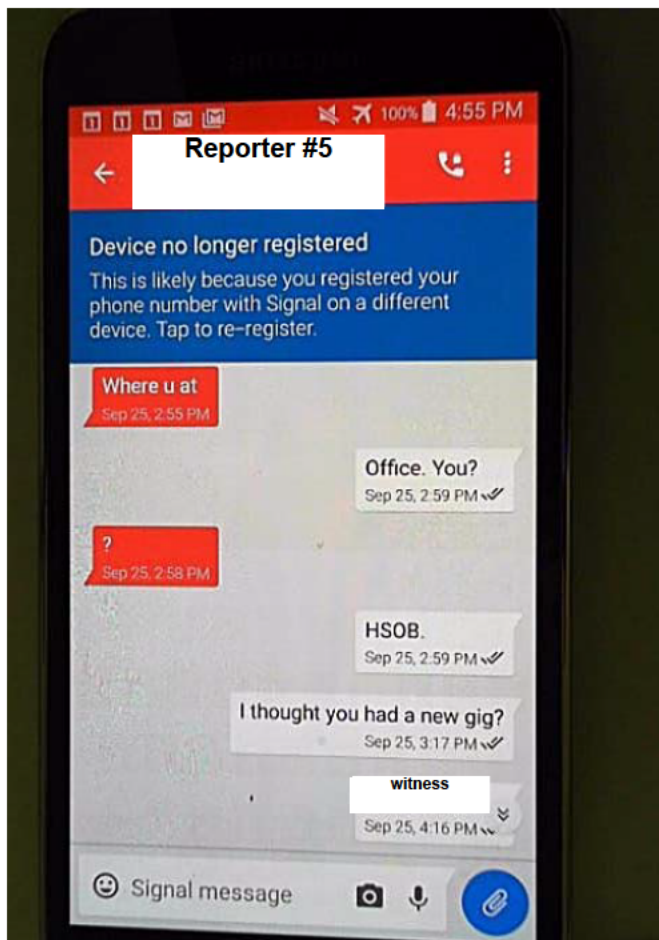 100% 4:55 PM
Reporter #5
Device no longer registered
This is likely because you registered your
phone number with Signal on a different
device. Tap to re-register.
Where u at
Sep 25, 2:55 PM
Office. You?
Sep 25, 2:59 PM
?
Sep 25, 2:58 PM
HSOB.
Sep 25, 2:59 PM
I thought you had a new gig?
Sep 25, 3:17 PM
witness
Sep 25, 4:16 PM
Signal message